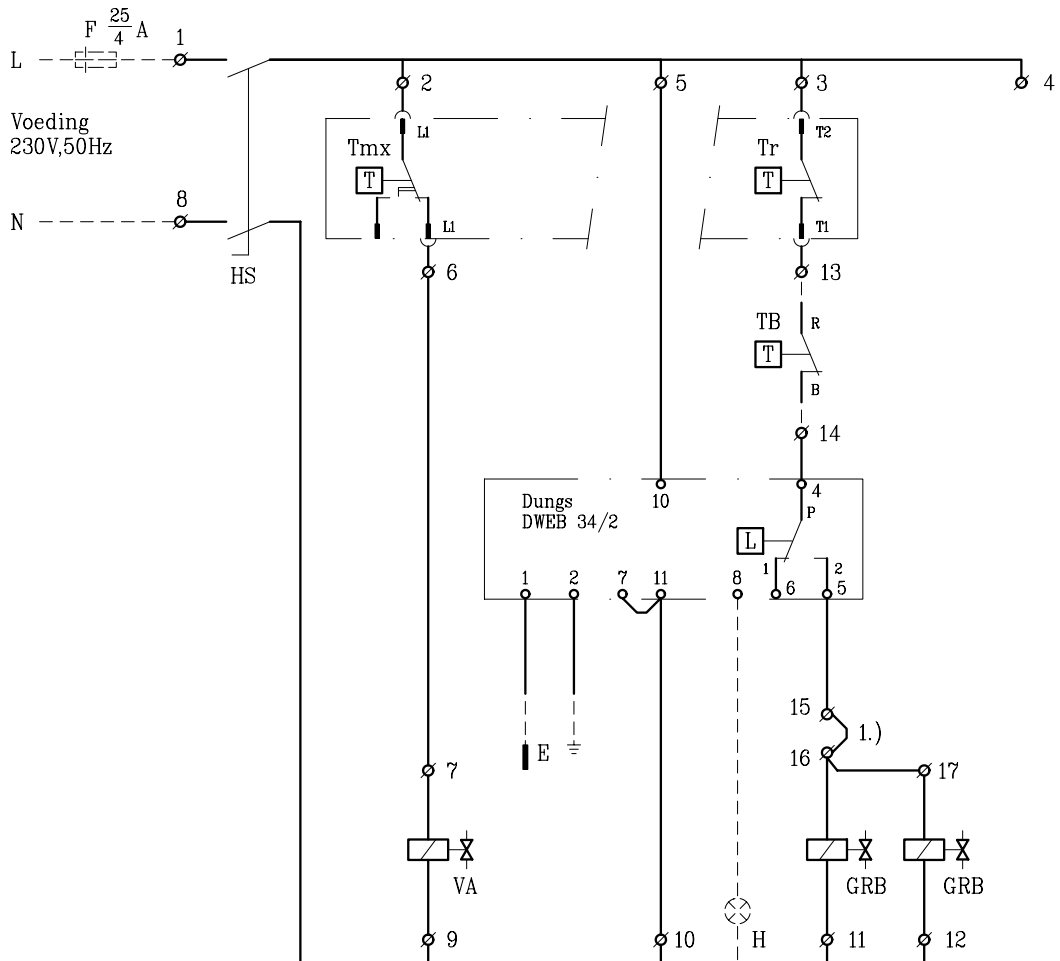 F 25/4 A
1
L
2
5
3
4
Voeding
230V,50Hz
L1
T2
Tmx
T
Tr
T
8
N
L1
T1
HS
6
13
TB
R
T
B
14
Dungs
DWEB 34/2
10
4
P
L
1
2
7
11
8
1
6
2
5
15
1.)
16
E
7
17
VA
GRB
GRB
9
10
H
11
12